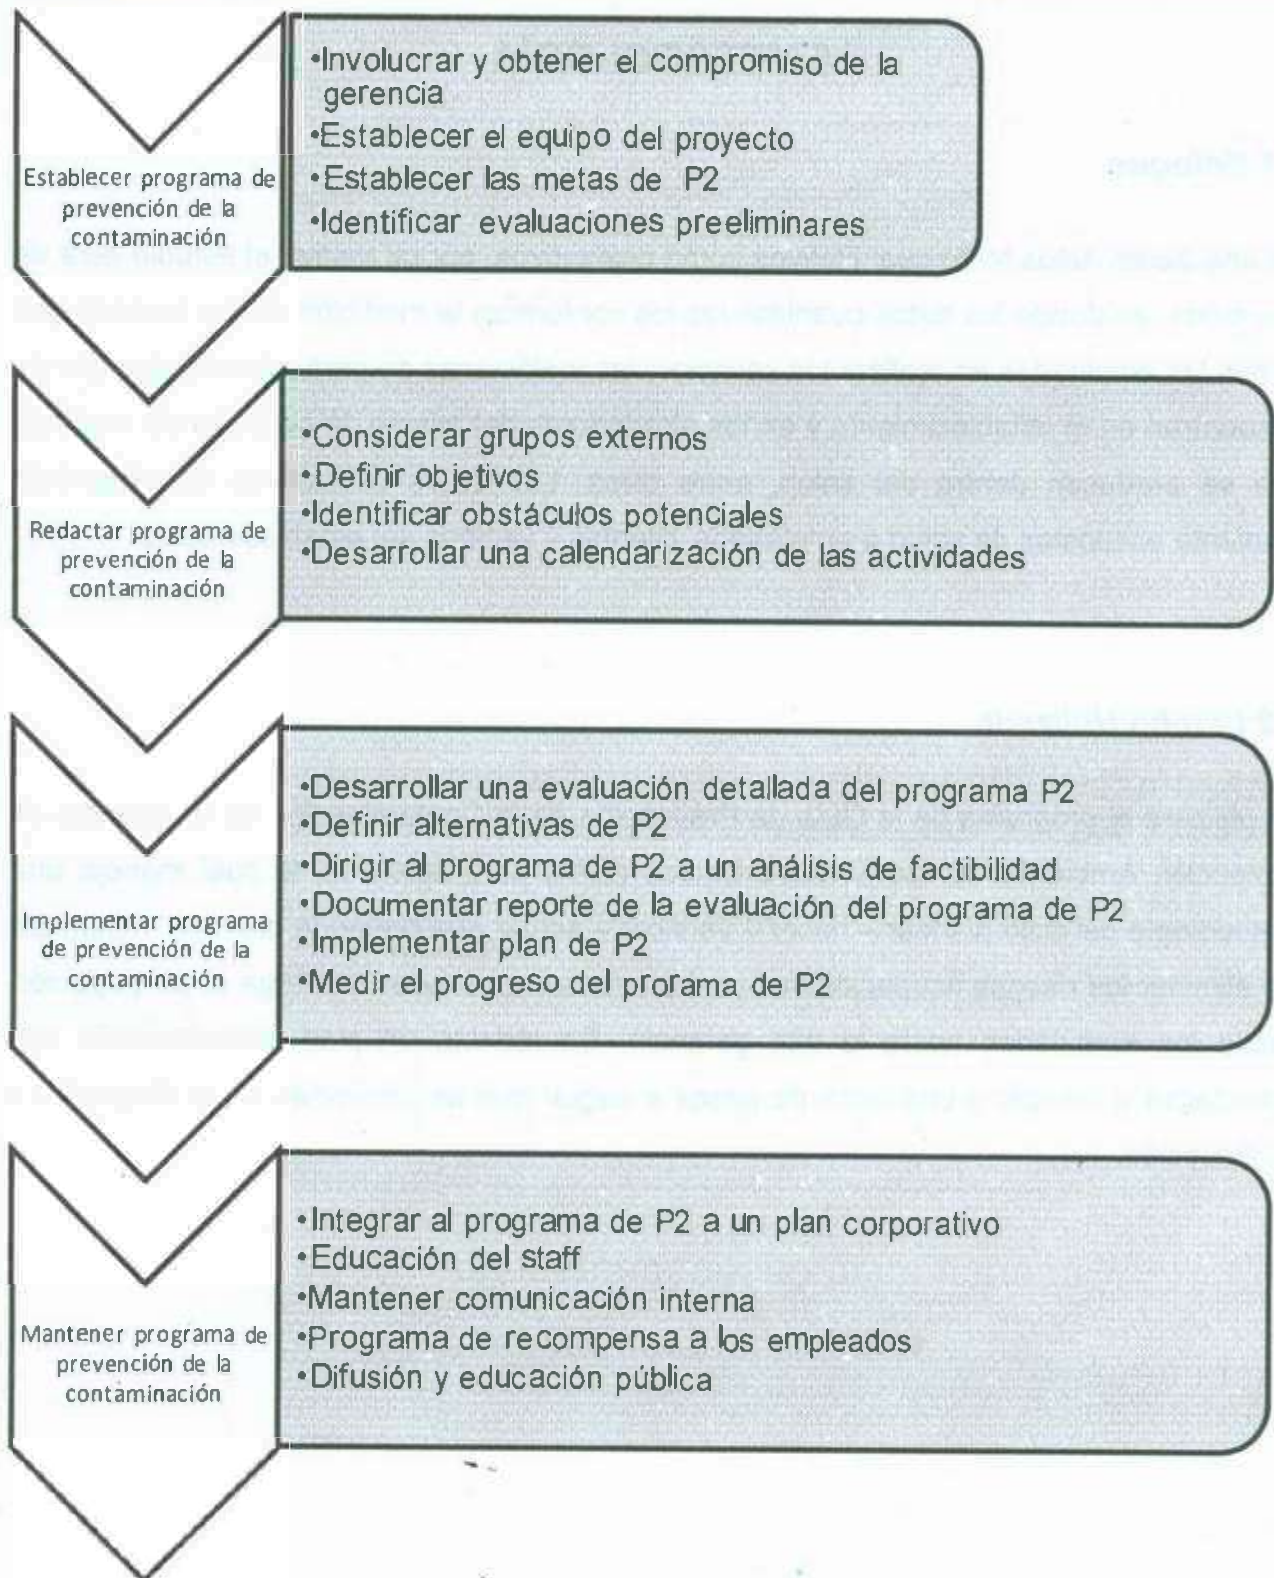 Establecer programa de
prevención de la
contaminación
•Involucrar y obtener el compromiso de la
gerencia
•Establecer el equipo del proyecto
•Establecer las metas de P2
•Identificar evaluaciones preeliminares
Redactar programa de
prevención de la
contaminación
•Considerar grupos externos
•Definir objetivos
•Identificar obstáculos potenciales
•Desarrollar una calendarización de las actividades
Implementar programa
de prevención de la
contaminación
•Desarrollar una evaluación detallada del programa P2
•Definir alternativas de P2
•Dirigir al programa de P2 a un análisis de factibilidad
•Documentar reporte de la evaluación del programa de P2
•Implementar plan de P2
•Medir el progreso del prorama de P2
Mantener programa de
prevención de la
contaminación
•Integrar al programa de P2 a un plan corporativo
•Educación del staff
•Mantener comunicación interna
•Programa de recompensa a los empleados
•Difusión y educación pública